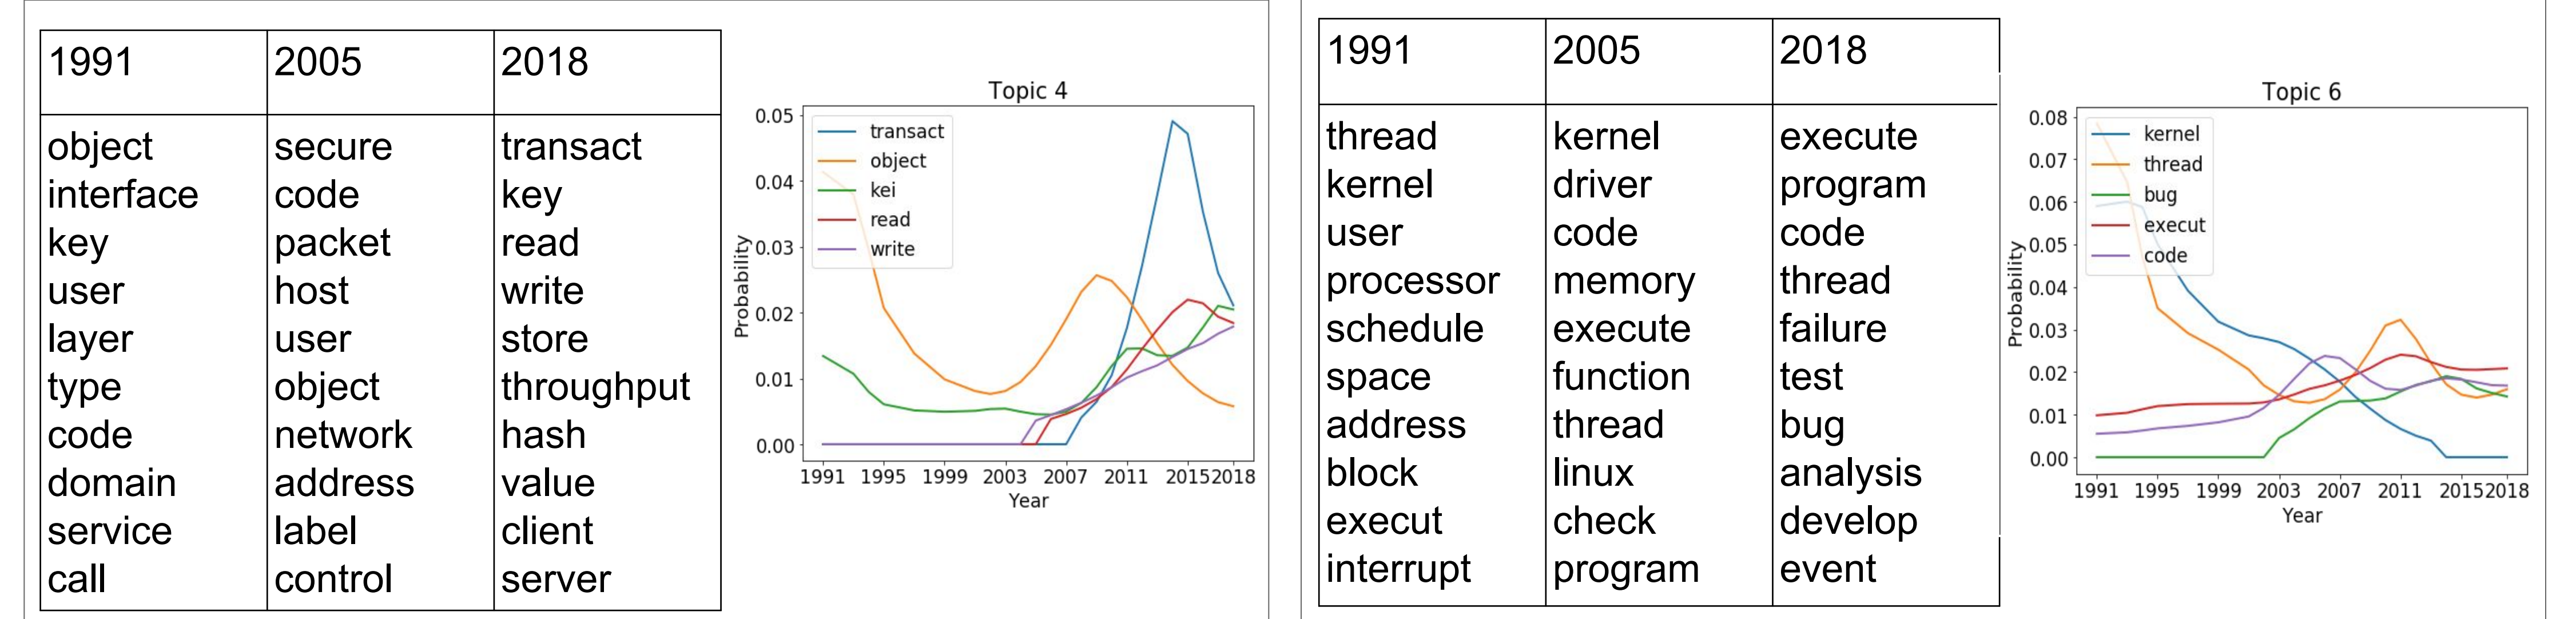 1991 2005 2018
object secure transact
interface code key
key packet read
user host write
layer user store
type object throughput
code network hash
domain address value
service label client
call control server
Topic 4
transact
object
kei
read
write
0.05
0.04
0.03
0.02
0.01
0.00
Probability
1991 1995 1999 2003 2007 2011 2015 2018
Year
1991 2005 2018
thread kernel execute
kernel driver program
user code code
processor memory thread
schedule execute failure
space function test
address thread bug
block linux analysis
execut check develop
interrupt program event
Topic 6
kernel
thread
bug
execut
code
0.08
0.07
0.06
0.05
0.04
0.03
0.02
0.01
0.00
Probability
1991 1995 1999 2003 2007 2011 2015 2018
Year